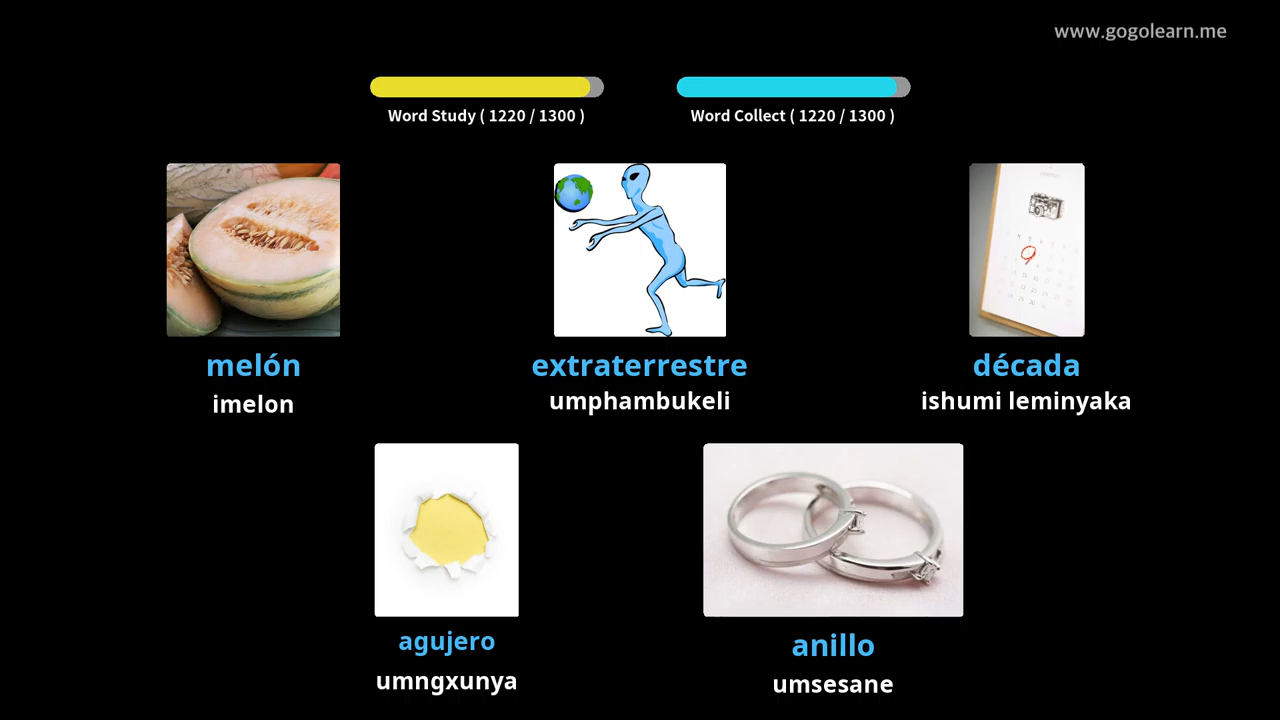 www.gogolearn.me
Word Study ( 1220 / 1300 )
Word Collect ( 1220 / 1300 )
melón
extraterrestre
década
imelon
umphambukeli
ishumi leminyaka
agujero
anillo
umngxunya
umsesane